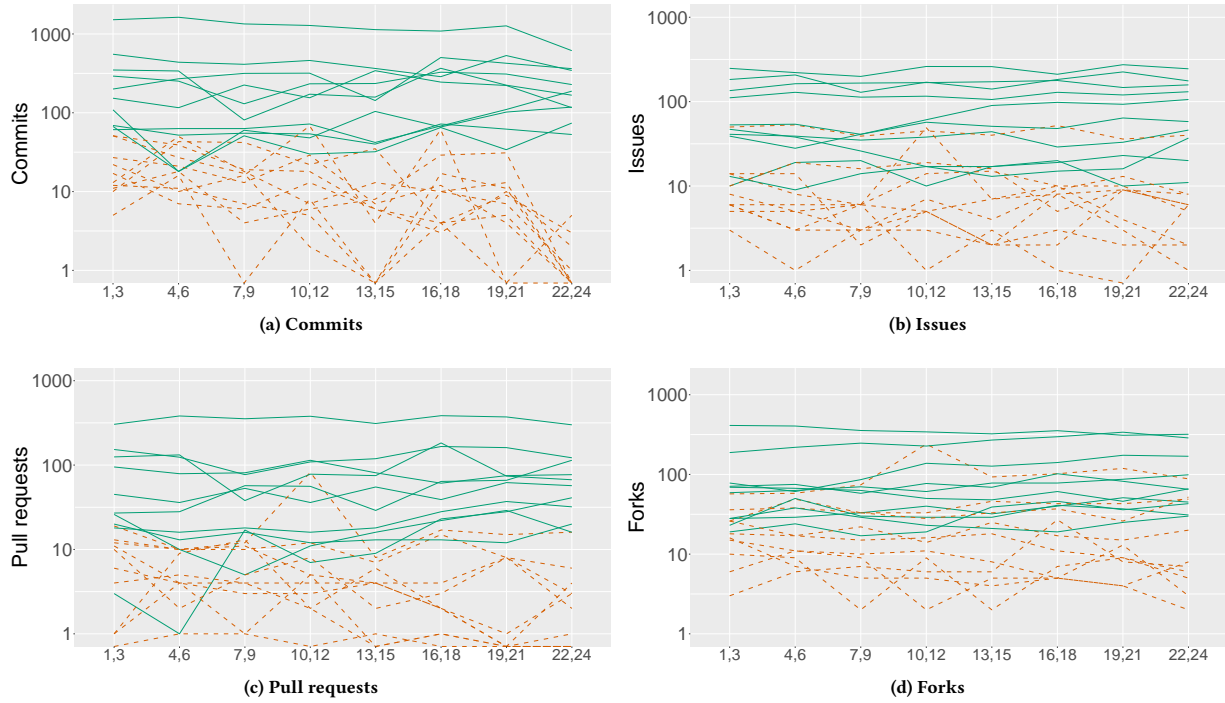 Commits
1000
100
10
1
1,3 4,6 7,9 10,12 13,15 16,18 19,21 22,24
(a) Commits
Issues
1000
100
10
1
1,3 4,6 7,9 10,12 13,15 16,18 19,21 22,24
(b) Issues
Pull requests
1000
100
10
1
1,3 4,6 7,9 10,12 13,15 16,18 19,21 22,24
(c) Pull requests
Forks
1000
100
10
1
1,3 4,6 7,9 10,12 13,15 16,18 19,21 22,24
(d) Forks